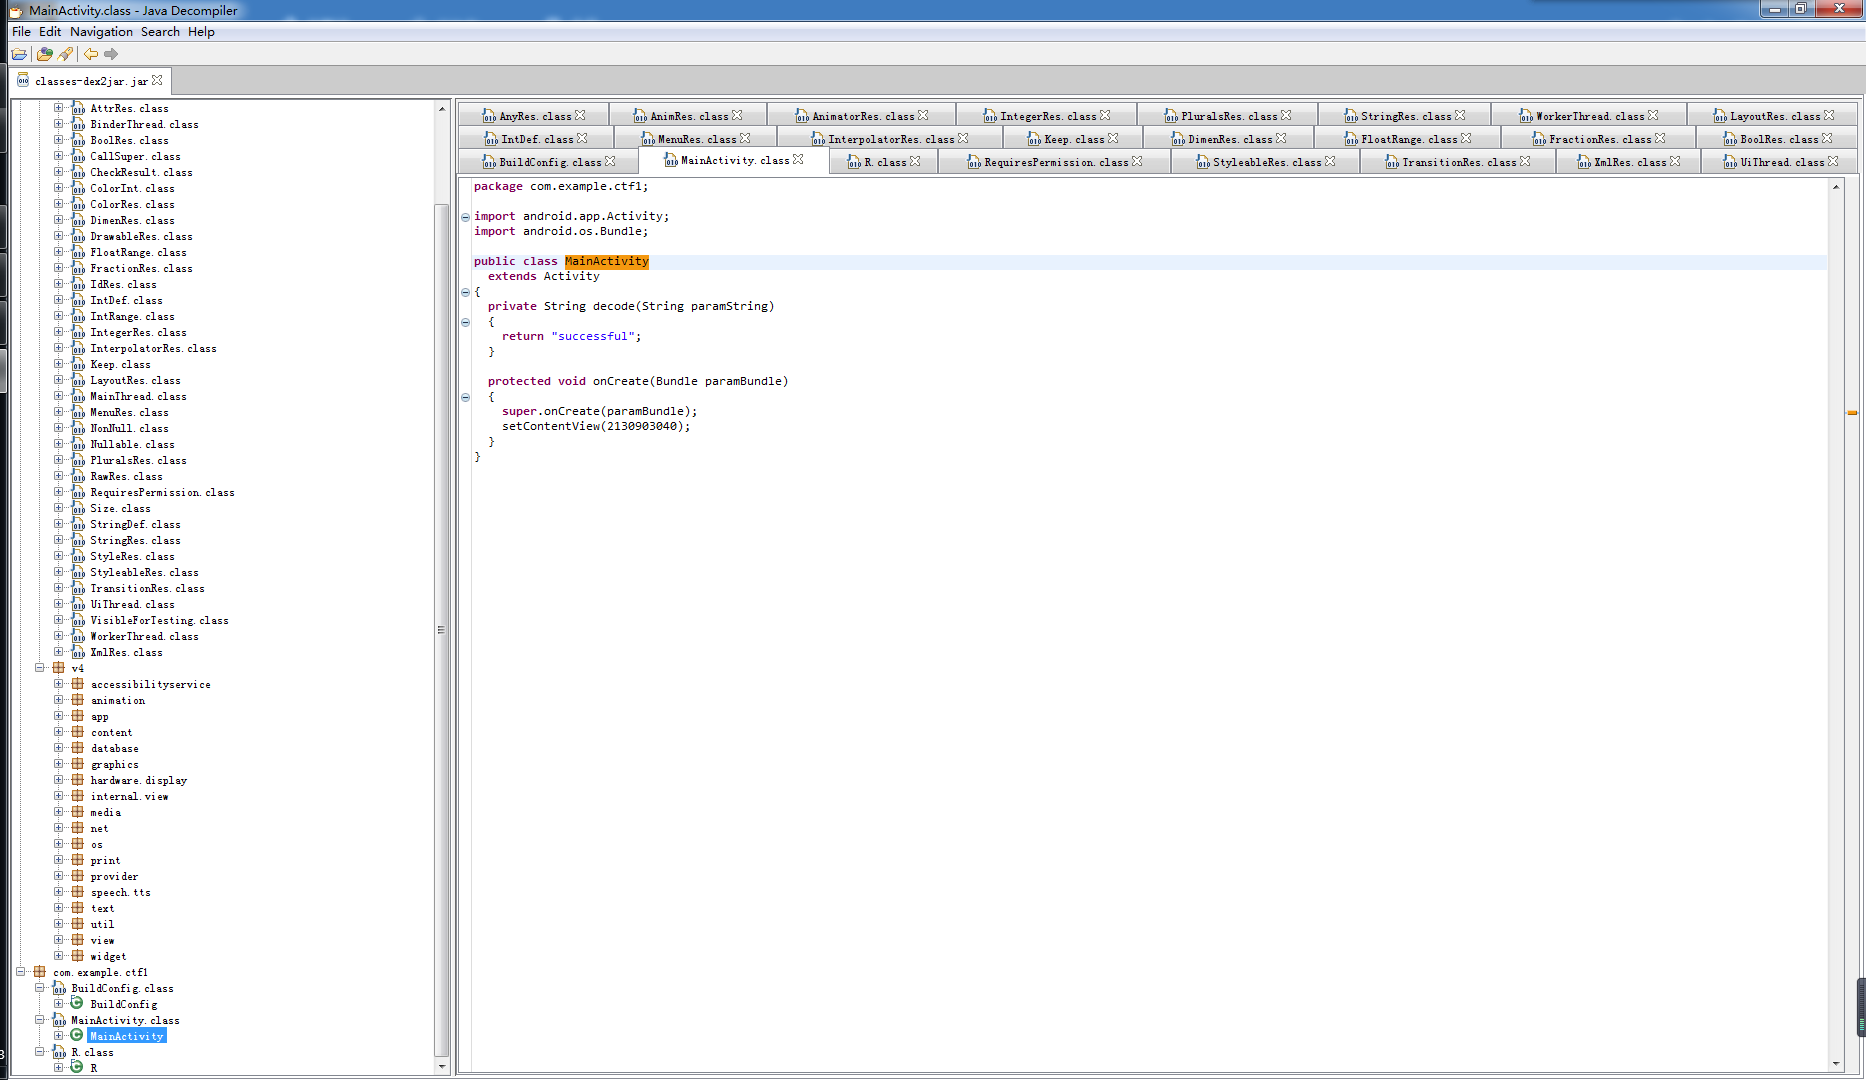 MainActivity.class - Java Decompiler
File Edit Navigation Search Help
classes-dex2jar.jar
AttrRes.class
BinderThread.class
BoolRes.class
CallSuper.class
CheckResult.class
ColorInt.class
ColorRes.class
DimenRes.class
DrawableRes.class
FloatRange.class
FractionRes.class
IdRes.class
IntDef.class
IntRange.class
IntegerRes.class
InterpolatorRes.class
Keep.class
LayoutRes.class
MainThread.class
MenuRes.class
NonNull.class
Nullable.class
PluralsRes.class
RawRes.class
RequiresPermission.class
Size.class
StringDef.class
StringRes.class
StyleRes.class
StyleableRes.class
TransitionRes.class
UiThread.class
VisibleForTesting.class
WorkerThread.class
XmlRes.class
v4
accessibilityservice
animation
app
content
database
graphics
hardware.display
internal.view
media
net
os
print
provider
speech.tts
text
util
view
widget
com.example.ctf1
BuildConfig.class
BuildConfig
MainActivity.class
MainActivity
R.class
R
AnyRes.class AnimRes.class AnimatorRes.class IntegerRes.class PluralsRes.class StringRes.class WorkerThread.class LayoutRes.class
IntDef.class MenuRes.class InterpolatorRes.class Keep.class DimenRes.class FloatRange.class FractionRes.class BoolRes.class
BuildConfig.class MainActivity.class R.class RequiresPermission.class StyleableRes.class TransitionRes.class XmlRes.class UiThread.class
package com.example.ctf1;
import android.app.Activity;
import android.os.Bundle;
public class MainActivity
extends Activity
{
private String decode(String paramString)
{
return "successful";
}
protected void onCreate(Bundle paramBundle)
{
super.onCreate(paramBundle);
setContentView(2130903040);
}
}